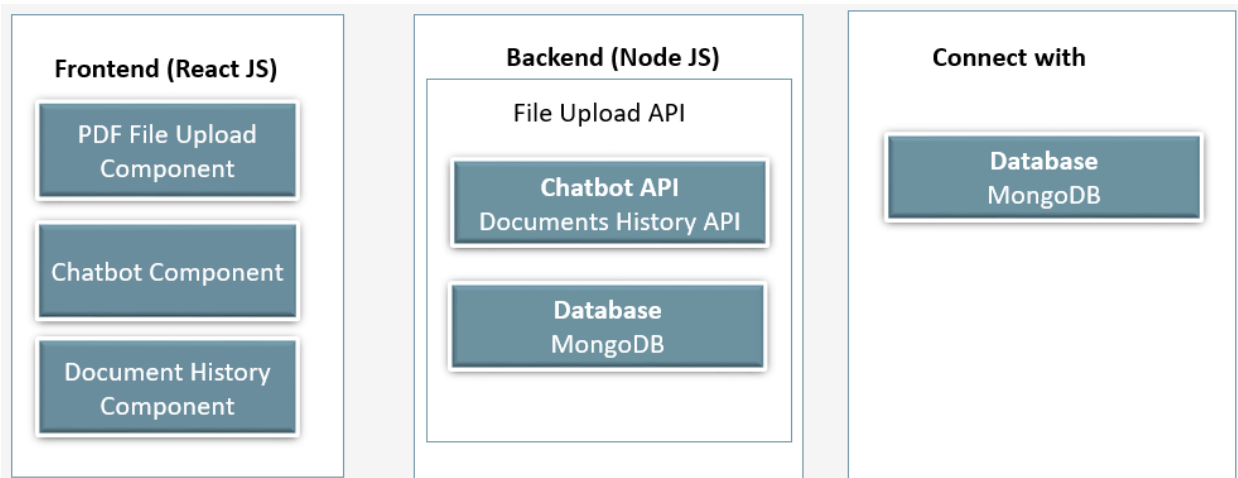 Frontend (React JS)
PDF File Upload
Component
Chatbot Component
Document History
Component
Backend (Node JS)
File Upload API
Chatbot API
Documents History API
Database
MongoDB
Connect with
Database
MongoDB